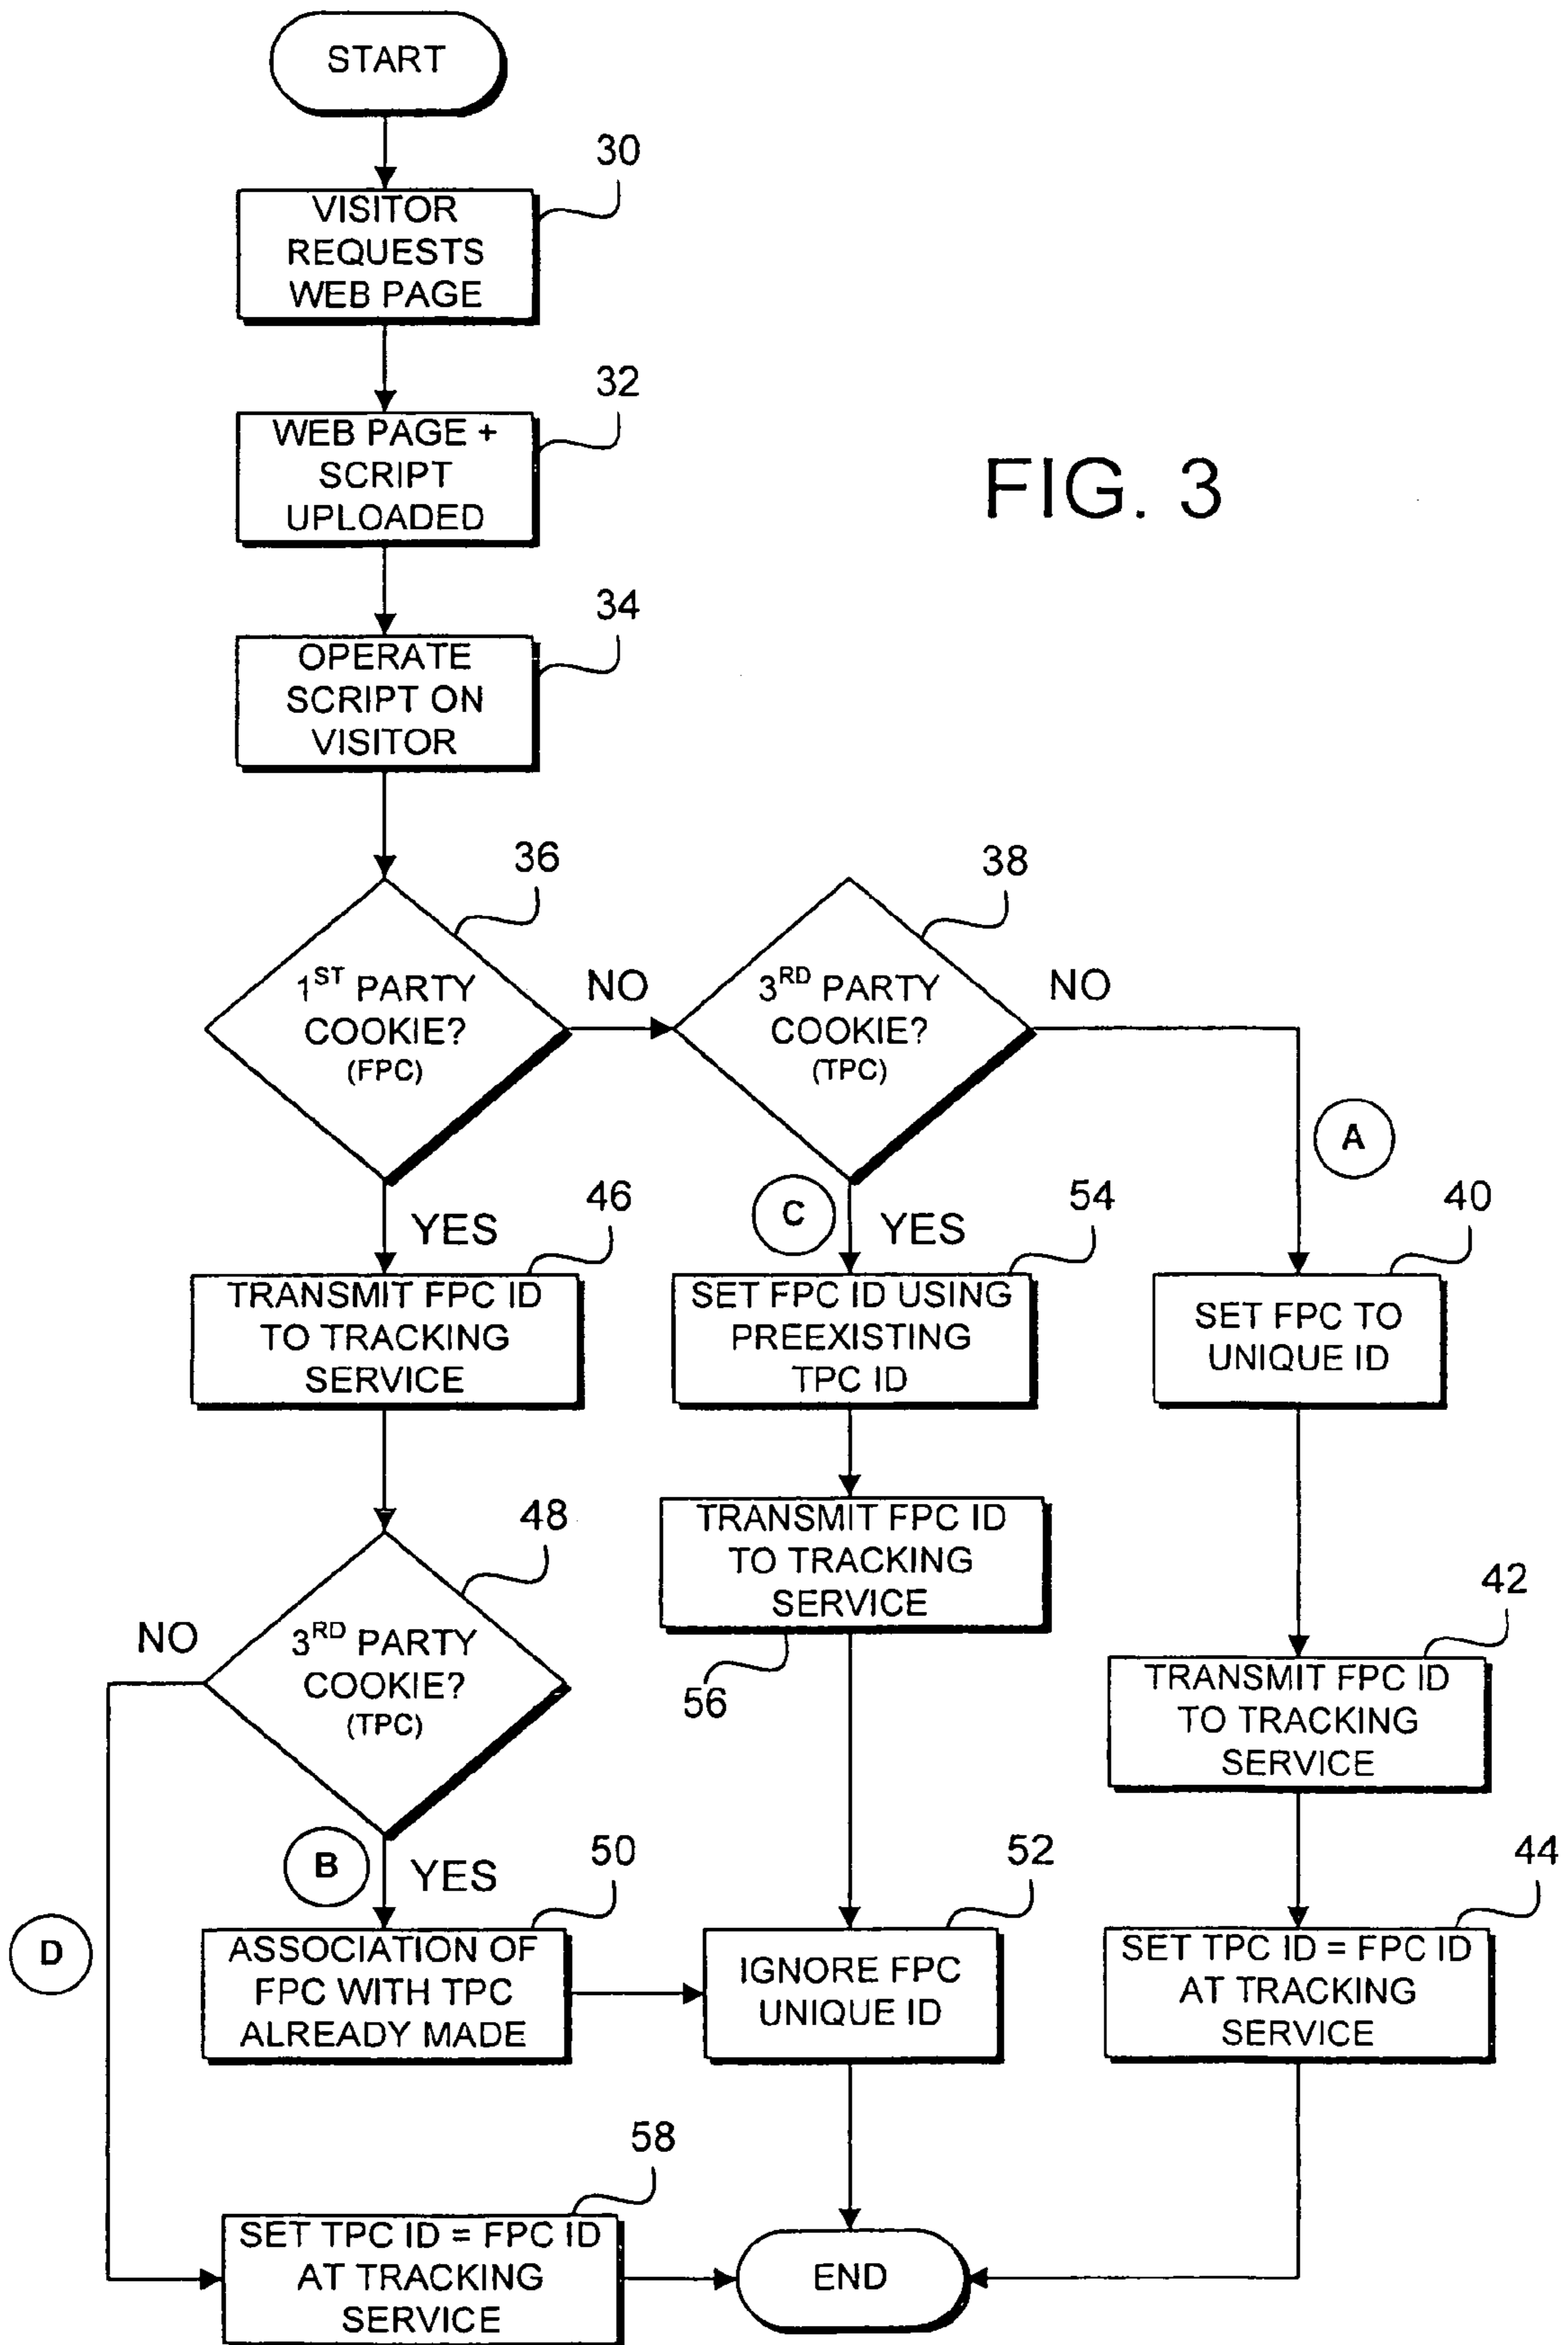 START
30
VISITOR
REQUESTS
WEB PAGE
32
WEB PAGE +
SCRIPT
UPLOADED
FIG. 3
34
OPERATE
SCRIPT ON
VISITOR
36
1ST PARTY
COOKIE?
(FPC)
NO
38
3RD PARTY
COOKIE?
(TPC)
NO
A
YES
46
TRANSMIT FPC ID
TO TRACKING
SERVICE
C
YES
54
SET FPC ID USING
PREEXISTING
TPC ID
40
SET FPC TO
UNIQUE ID
48
3RD PARTY
COOKIE?
(TPC)
NO
TRANSMIT FPC ID
TO TRACKING
SERVICE
56
42
TRANSMIT FPC ID
TO TRACKING
SERVICE
B
YES
50
D
ASSOCIATION OF
FPC WITH TPC
ALREADY MADE
52
IGNORE FPC
UNIQUE ID
44
SET TPC ID = FPC ID
AT TRACKING
SERVICE
58
SET TPC ID = FPC ID
AT TRACKING
SERVICE
END